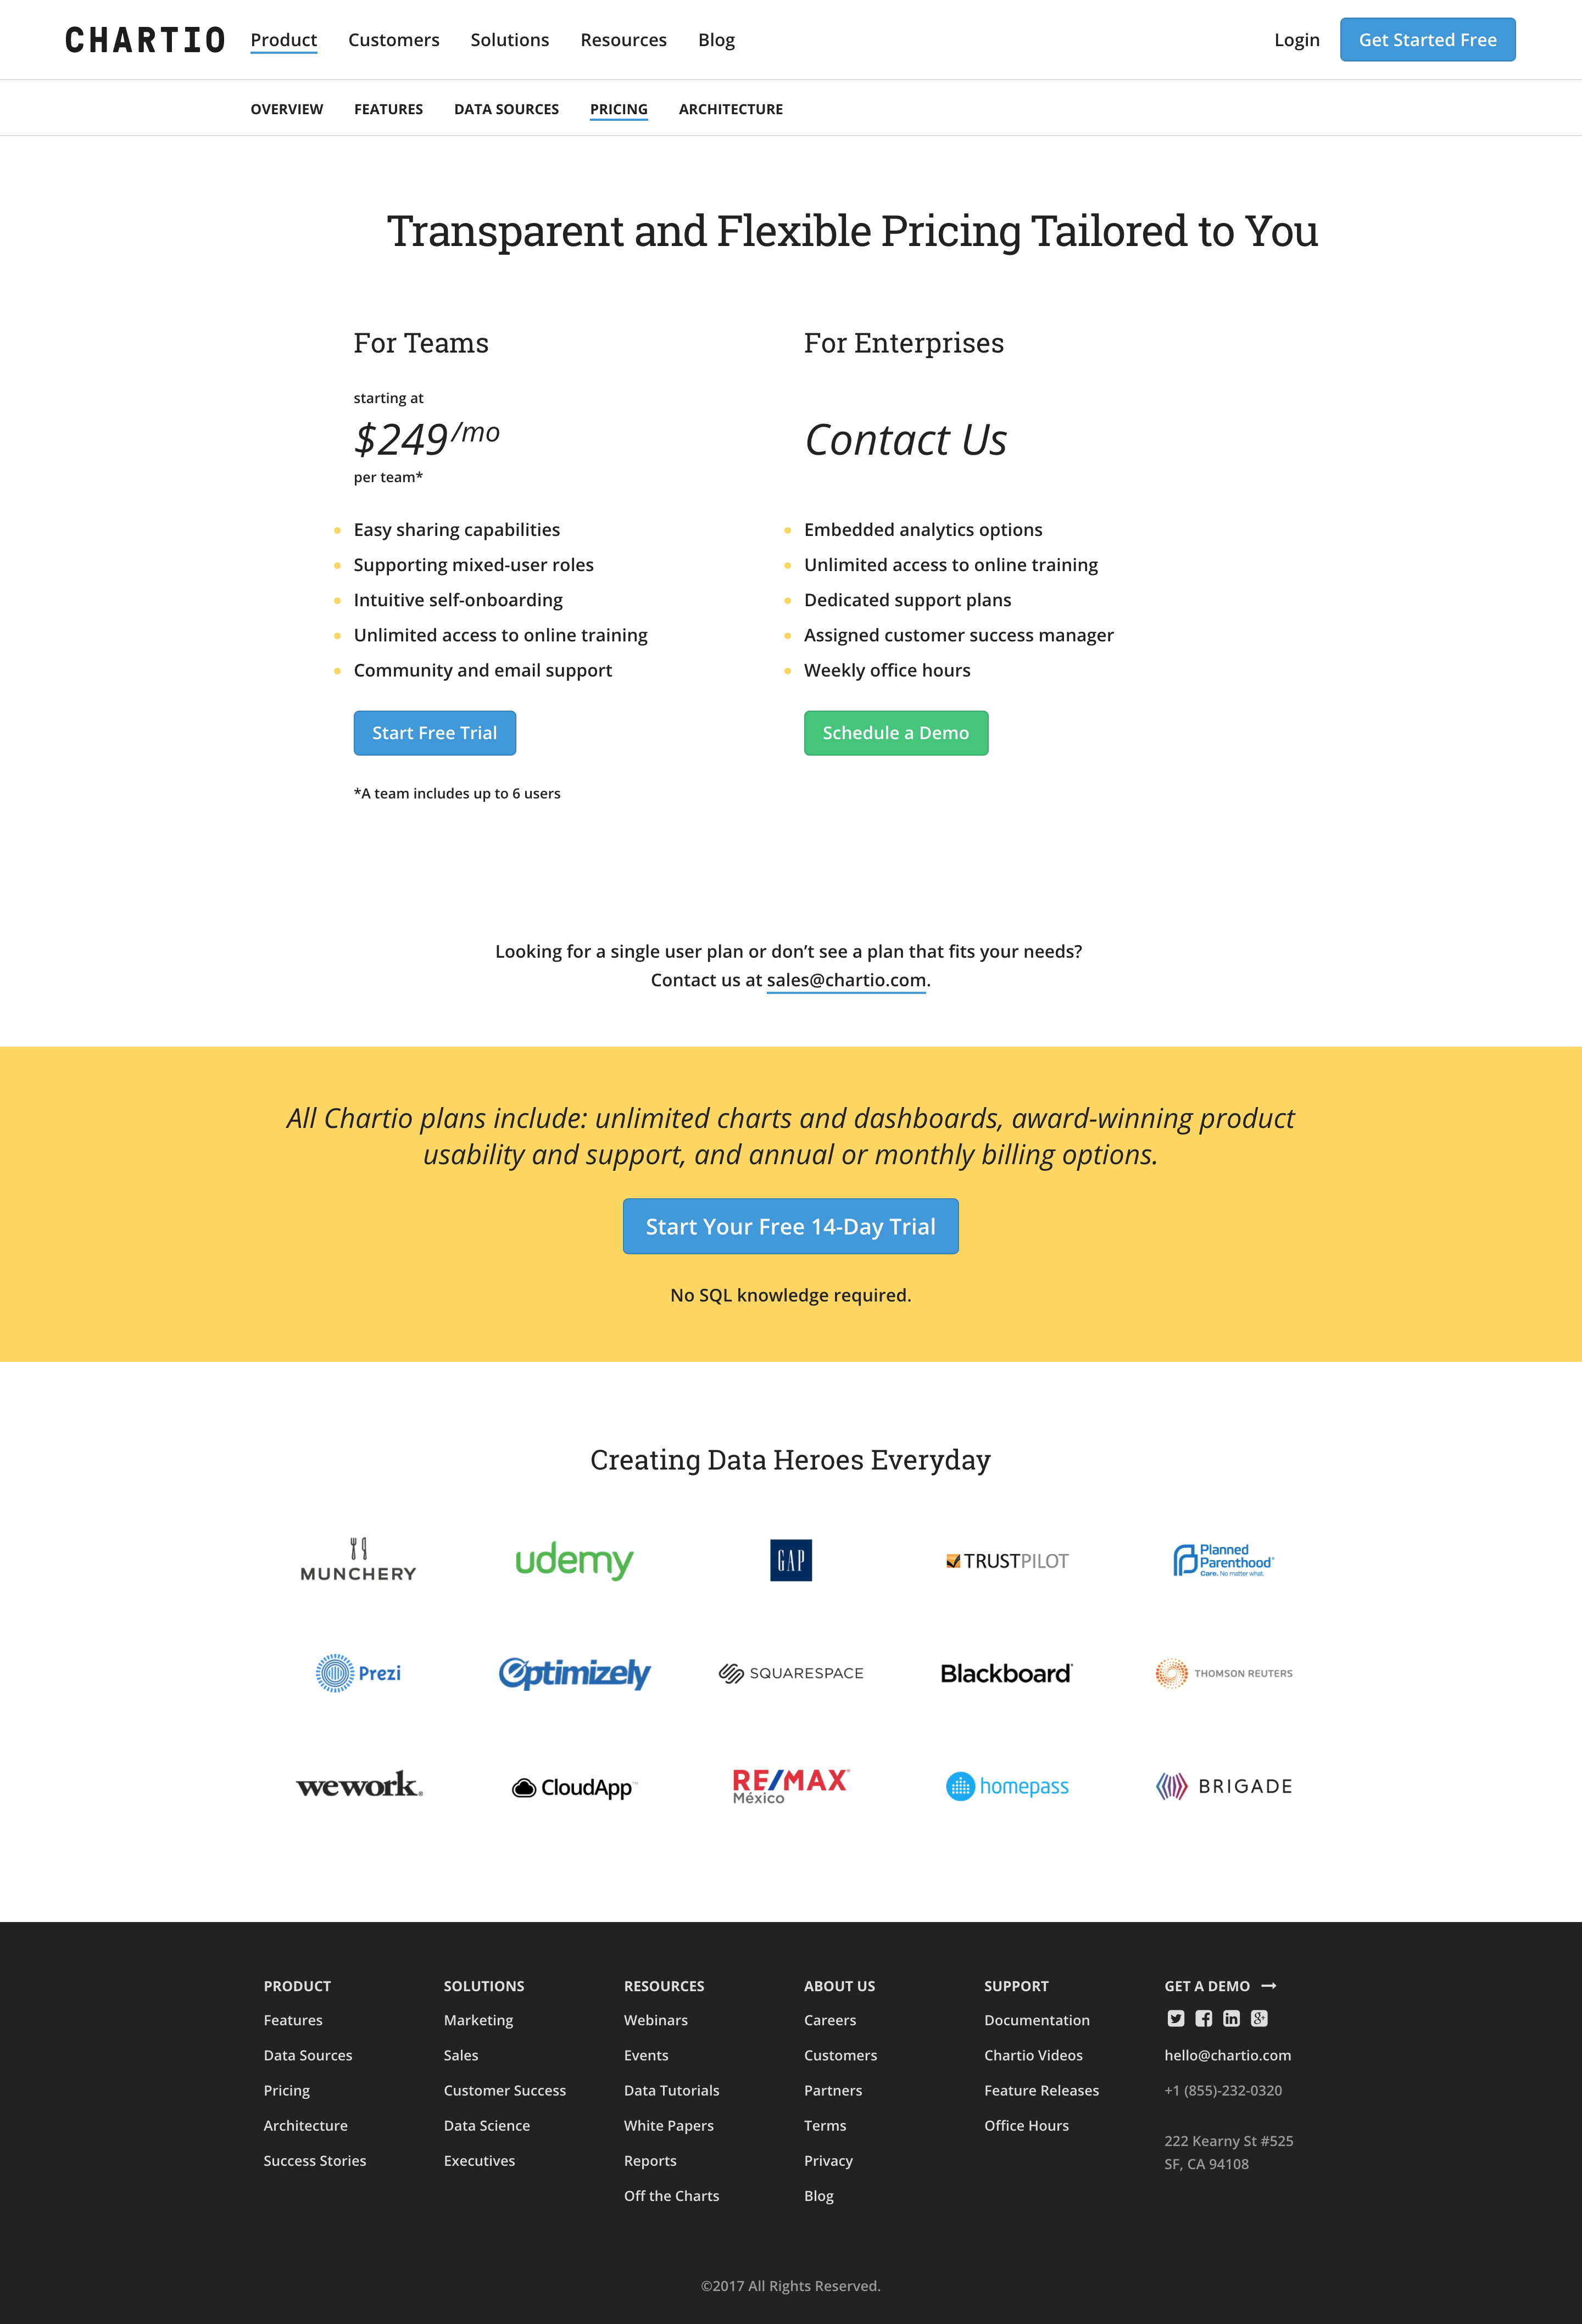 CHARTIO Product Customers Solutions Resources Blog Login Get Started Free
OVERVIEW FEATURES DATA SOURCES PRICING ARCHITECTURE
Transparent and Flexible Pricing Tailored to You
For Teams
starting at
$249/mo
per team*
Easy sharing capabilities
Supporting mixed-user roles
Intuitive self-onboarding
Unlimited access to online training
Community and email support
Start Free Trial
*A team includes up to 6 users
For Enterprises
Contact Us
Embedded analytics options
Unlimited access to online training
Dedicated support plans
Assigned customer success manager
Weekly office hours
Schedule a Demo
Looking for a single user plan or don’t see a plan that fits your needs?
Contact us at sales@chartio.com.
All Chartio plans include: unlimited charts and dashboards, award-winning product
usability and support, and annual or monthly billing options.
Start Your Free 14-Day Trial
No SQL knowledge required.
Creating Data Heroes Everyday
MUNCHERY
udemy
GAP
TRUSTPILOT
Planned
Parenthood®
Care. No matter what.
Prezi
Optimizely
SQUARESPACE
Blackboard
THOMSON REUTERS
wework®
CloudApp
RE/MAX®
México
homepass
BRIGADE
PRODUCT
Features
Data Sources
Pricing
Architecture
Success Stories
SOLUTIONS
Marketing
Sales
Customer Success
Data Science
Executives
RESOURCES
Webinars
Events
Data Tutorials
White Papers
Reports
Off the Charts
ABOUT US
Careers
Customers
Partners
Terms
Privacy
Blog
SUPPORT
Documentation
Chartio Videos
Feature Releases
Office Hours
GET A DEMO
hello@chartio.com
+1 (855)-232-0320
222 Kearny St #525
SF, CA 94108
©2017 All Rights Reserved.